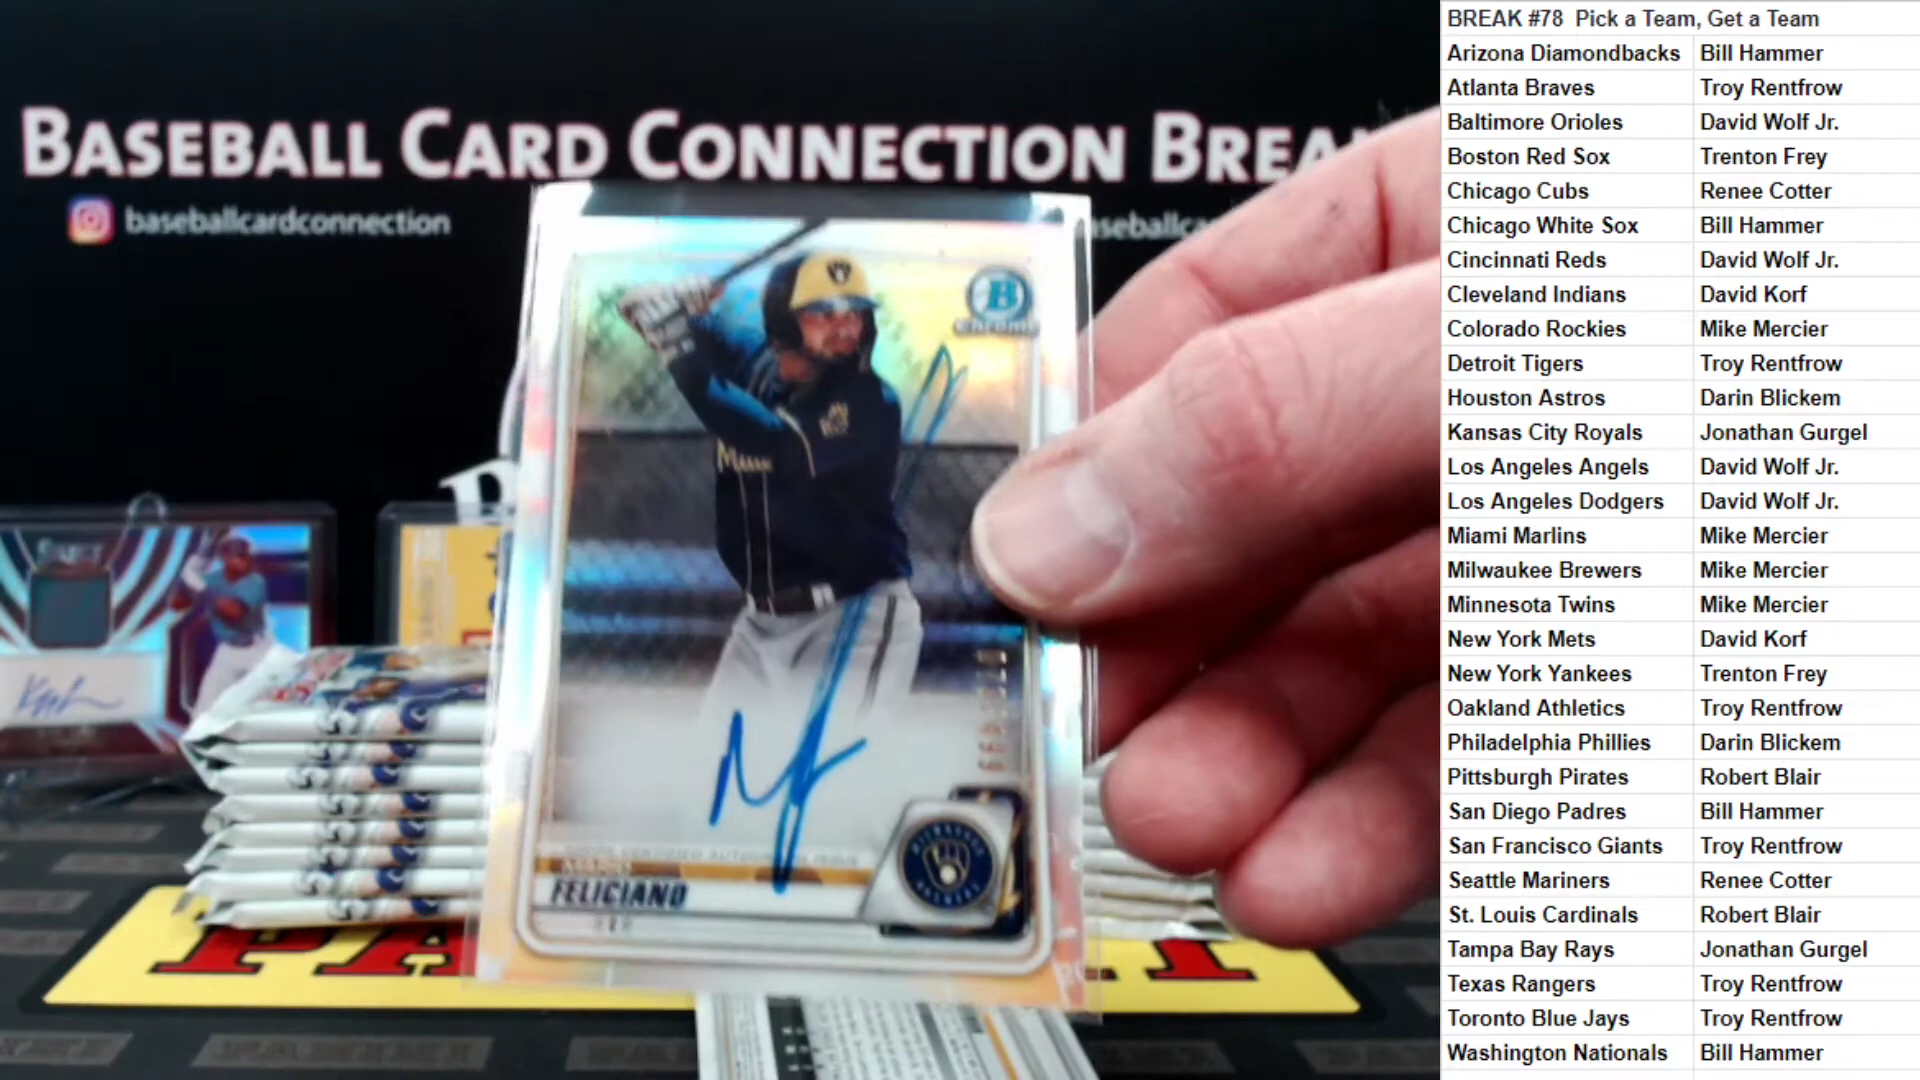 BASEBALL CARD CONNECTION BREA
baseballcardconnection
baseballca
B
Chrome
FELICIANO
MILWAUKEE
BREWERS
BREAK #78 Pick a Team, Get a Team
Arizona Diamondbacks Bill Hammer
Atlanta Braves Troy Rentfrow
Baltimore Orioles David Wolf Jr.
Boston Red Sox Trenton Frey
Chicago Cubs Renee Cotter
Chicago White Sox Bill Hammer
Cincinnati Reds David Wolf Jr.
Cleveland Indians David Korf
Colorado Rockies Mike Mercier
Detroit Tigers Troy Rentfrow
Houston Astros Darin Blickem
Kansas City Royals Jonathan Gurgel
Los Angeles Angels David Wolf Jr.
Los Angeles Dodgers David Wolf Jr.
Miami Marlins Mike Mercier
Milwaukee Brewers Mike Mercier
Minnesota Twins Mike Mercier
New York Mets David Korf
New York Yankees Trenton Frey
Oakland Athletics Troy Rentfrow
Philadelphia Phillies Darin Blickem
Pittsburgh Pirates Robert Blair
San Diego Padres Bill Hammer
San Francisco Giants Troy Rentfrow
Seattle Mariners Renee Cotter
St. Louis Cardinals Robert Blair
Tampa Bay Rays Jonathan Gurgel
Texas Rangers Troy Rentfrow
Toronto Blue Jays Troy Rentfrow
Washington Nationals Bill Hammer